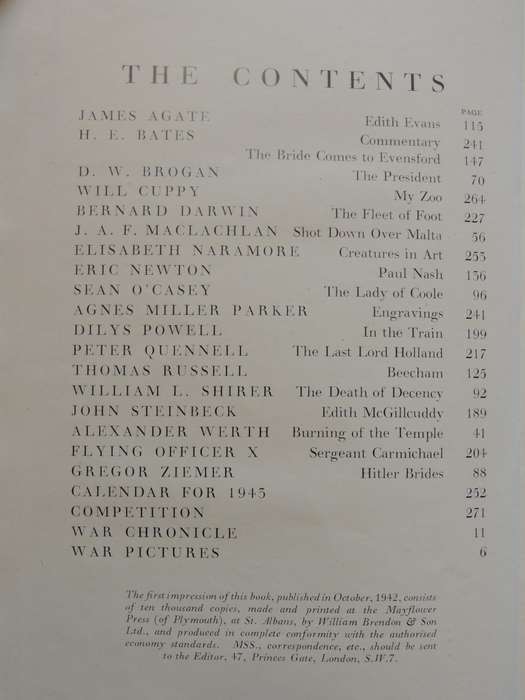 THE CONTENTS
PAGE
JAMES AGATE Edith Evans 115
H. E. BATES Commentary 241
The Bride Comes to Evensford 147
D. W. BROGAN The President 70
WILL CUPPY My Zoo 264
BERNARD DARWIN The Fleet of Foot 227
J. A. F. MACLACHLAN Shot Down Over Malta 56
ELISABETH NARAMORE Creatures in Art 253
ERIC NEWTON Paul Nash 136
SEAN O'CASEY The Lady of Coole 96
AGNES MILLER PARKER Engravings 241
DILYS POWELL In the Train 199
PETER QUENNELL The Last Lord Holland 217
THOMAS RUSSELL Beecham 125
WILLIAM L. SHIRER The Death of Decency 92
JOHN STEINBECK Edith McGillcuddy 189
ALEXANDER WERTH Burning of the Temple 41
FLYING OFFICER X Sergeant Carmichael 204
GREGOR ZIEMER Hitler Brides 88
CALENDAR FOR 1943 252
COMPETITION 271
WAR CHRONICLE 11
WAR PICTURES 6
The first impression of this book, published in October, 1942, consists
of ten thousand copies, made and printed at the Mayflower
Press (of Plymouth), at St. Albans, by William Brendon & Son
Ltd., and produced in complete conformity with the authorised
economy standards. MSS., correspondence, etc., should be sent
to the Editor, 47, Princes Gate, London, S.W.7.